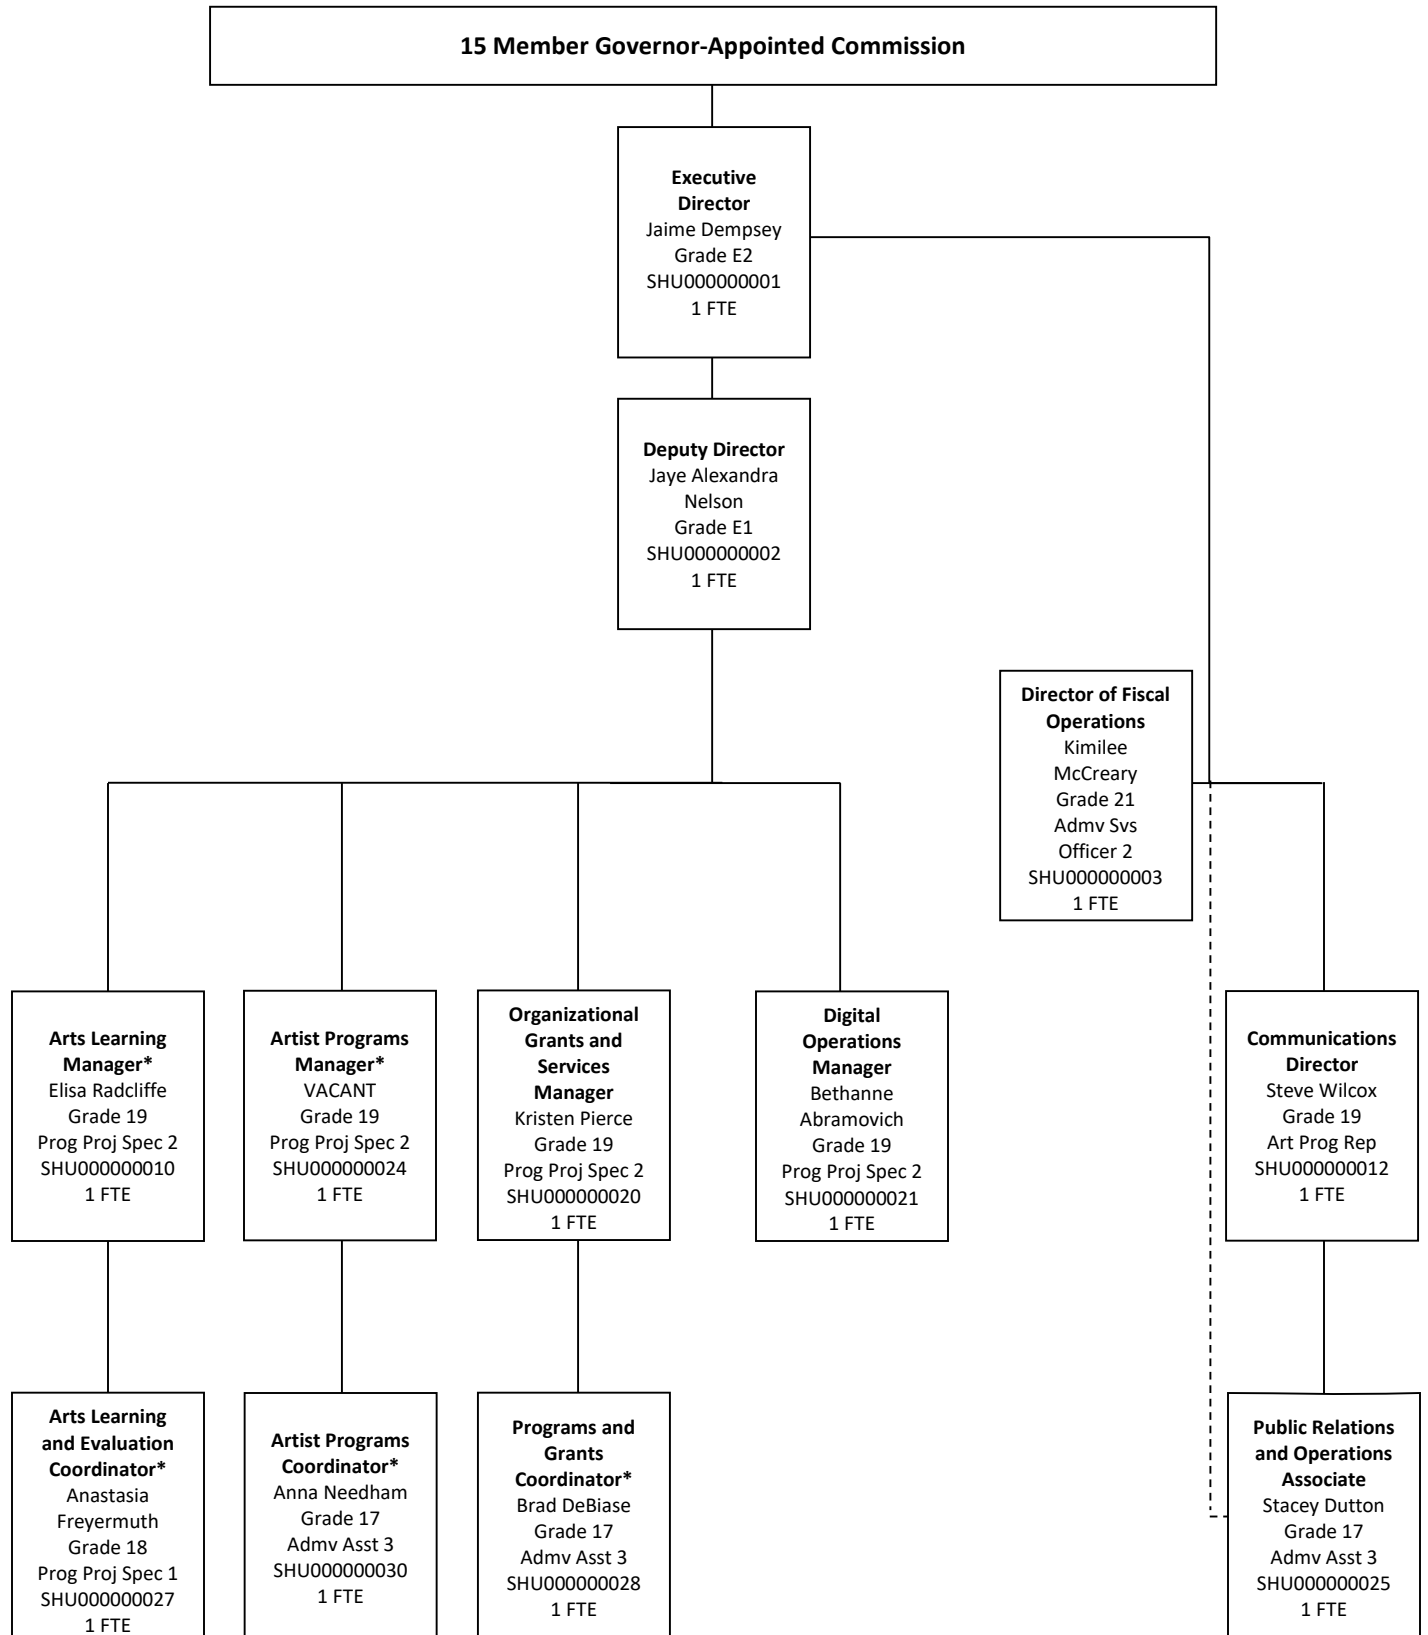 15 Member Governor-Appointed Commission
Executive
Director
Jaime Dempsey
Grade E2
SHU000000001
1 FTE
Deputy Director
Jaye Alexandra
Nelson
Grade E1
SHU000000002
1 FTE
Director of Fiscal
Operations
Kimilee
McCreary
Grade 21
Admv Svs
Officer 2
SHU000000003
1 FTE
Arts Learning
Manager*
Elisa Radcliffe
Grade 19
Prog Proj Spec 2
SHU000000010
1 FTE
Artist Programs
Manager*
VACANT
Grade 19
Prog Proj Spec 2
SHU000000024
1 FTE
Organizational
Grants and
Services
Manager
Kristen Pierce
Grade 19
Prog Proj Spec 2
SHU000000020
1 FTE
Digital
Operations
Manager
Bethanne
Abramovich
Grade 19
Prog Proj Spec 2
SHU000000021
1 FTE
Communications
Director
Steve Wilcox
Grade 19
Art Prog Rep
SHU000000012
1 FTE
Arts Learning
and Evaluation
Coordinator*
Anastasia
Freyermuth
Grade 18
Prog Proj Spec 1
SHU000000027
1 FTE
Artist Programs
Coordinator*
Anna Needham
Grade 17
Admv Asst 3
SHU000000030
1 FTE
Programs and
Grants
Coordinator*
Brad DeBiase
Grade 17
Admv Asst 3
SHU000000028
1 FTE
Public Relations
and Operations
Associate
Stacey Dutton
Grade 17
Admv Asst 3
SHU000000025
1 FTE